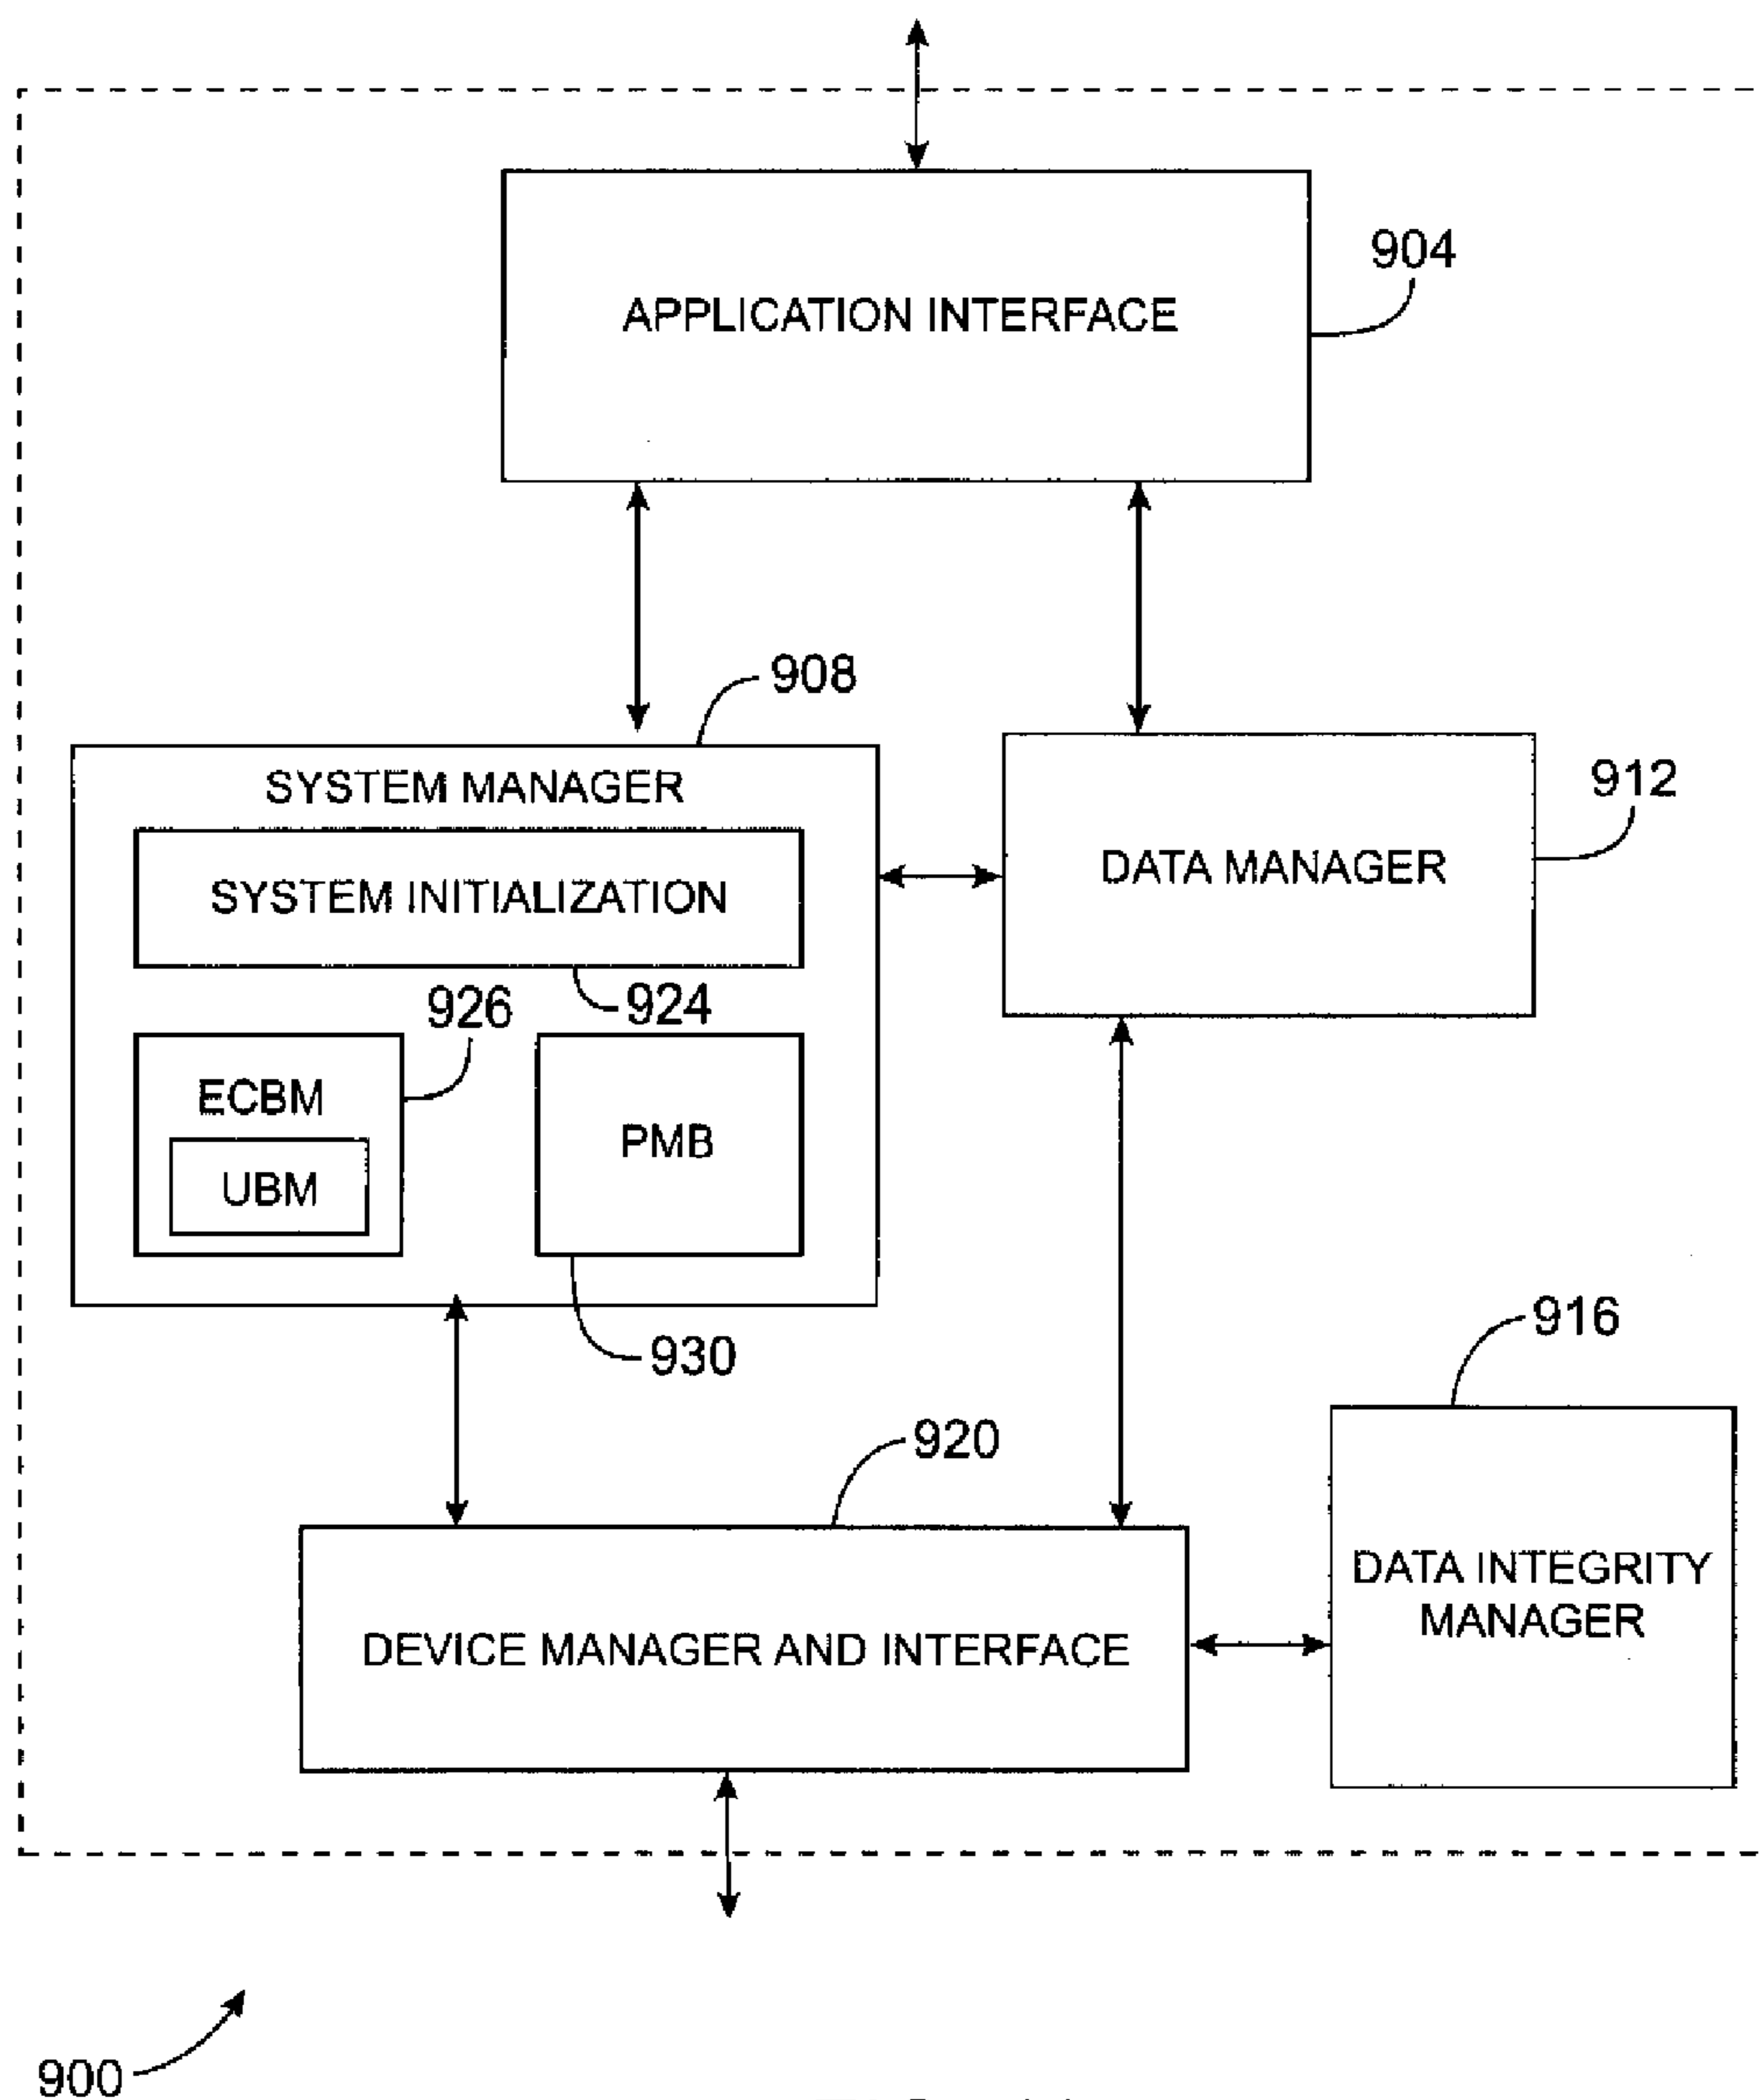 904
APPLICATION INTERFACE
908
SYSTEM MANAGER
912
SYSTEM INITIALIZATION
DATA MANAGER
926
924
ECBM
PMB
UBM
916
930
920
DATA INTEGRITY
MANAGER
DEVICE MANAGER AND INTERFACE
900